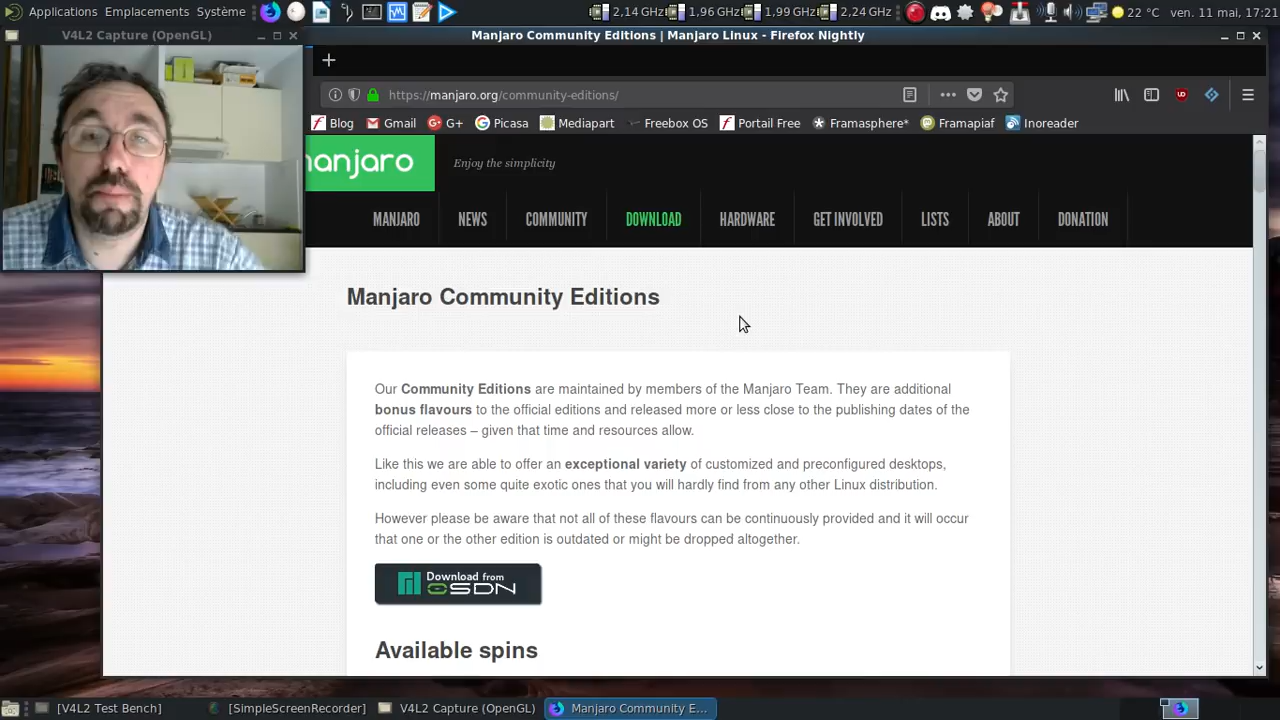 Applications Emplacements Système 2,14 GHz 1,96 GHz 1,99 GHz 2,24 GHz 22 °C ven. 11 mai, 17:21
V4L2 Capture (OpenGL)
Manjaro Community Editions | Manjaro Linux - Firefox Nightly
https://manjaro.org/community-editions/
Blog Gmail G+ Picasa Mediapart Freebox OS Portail Free Framasphere* Framapiaf Inoreader
manjaro Enjoy the simplicity
MANJARO NEWS COMMUNITY DOWNLOAD HARDWARE GET INVOLVED LISTS ABOUT DONATION
Manjaro Community Editions
Our Community Editions are maintained by members of the Manjaro Team. They are additional
bonus flavours to the official editions and released more or less close to the publishing dates of the
official releases – given that time and resources allow.
Like this we are able to offer an exceptional variety of customized and preconfigured desktops,
including even some quite exotic ones that you will hardly find from any other Linux distribution.
However please be aware that not all of these flavours can be continuously provided and it will occur
that one or the other edition is outdated or might be dropped altogether.
Download from
OSDN
Available spins
[V4L2 Test Bench] [SimpleScreenRecorder] V4L2 Capture (OpenGL) Manjaro Community E...